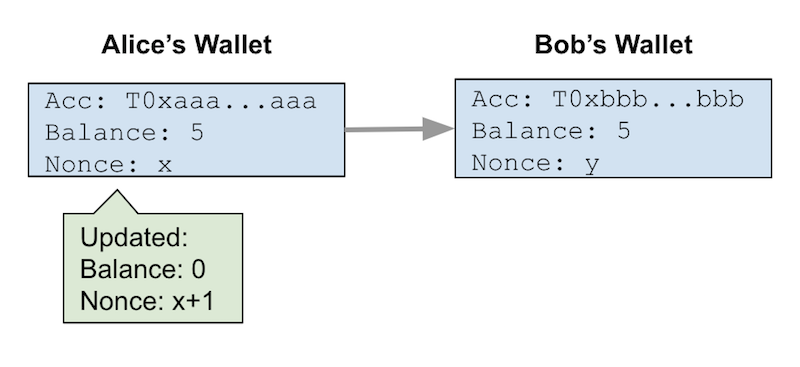 Alice's Wallet
Acc: T0xaaa...aaa
Balance: 5
Nonce: x
Updated:
Balance: 0
Nonce: x+1
Bob's Wallet
Acc: T0xbbb...bbb
Balance: 5
Nonce: y